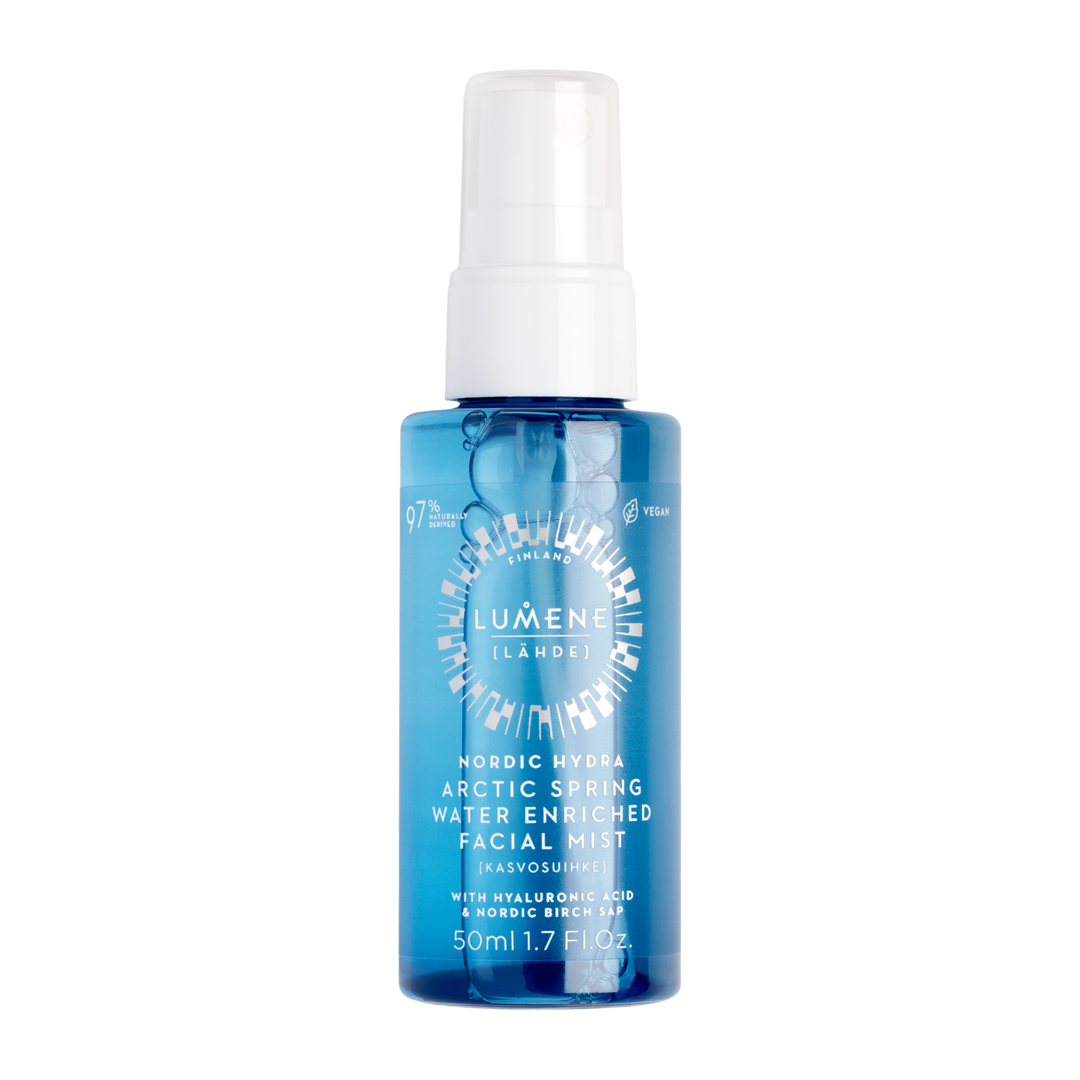 97%
NATURALLY
DERIVED
VEGAN
FINLAND
LUMENE
[LÄHDE]
NORDIC HYDRA
ARCTIC SPRING
WATER ENRICHED
FACIAL MIST
[KASVOSUIHKE]
WITH HYALURONIC ACID
& NORDIC BIRCH SAP
50ml 1.7 Fl.Oz.